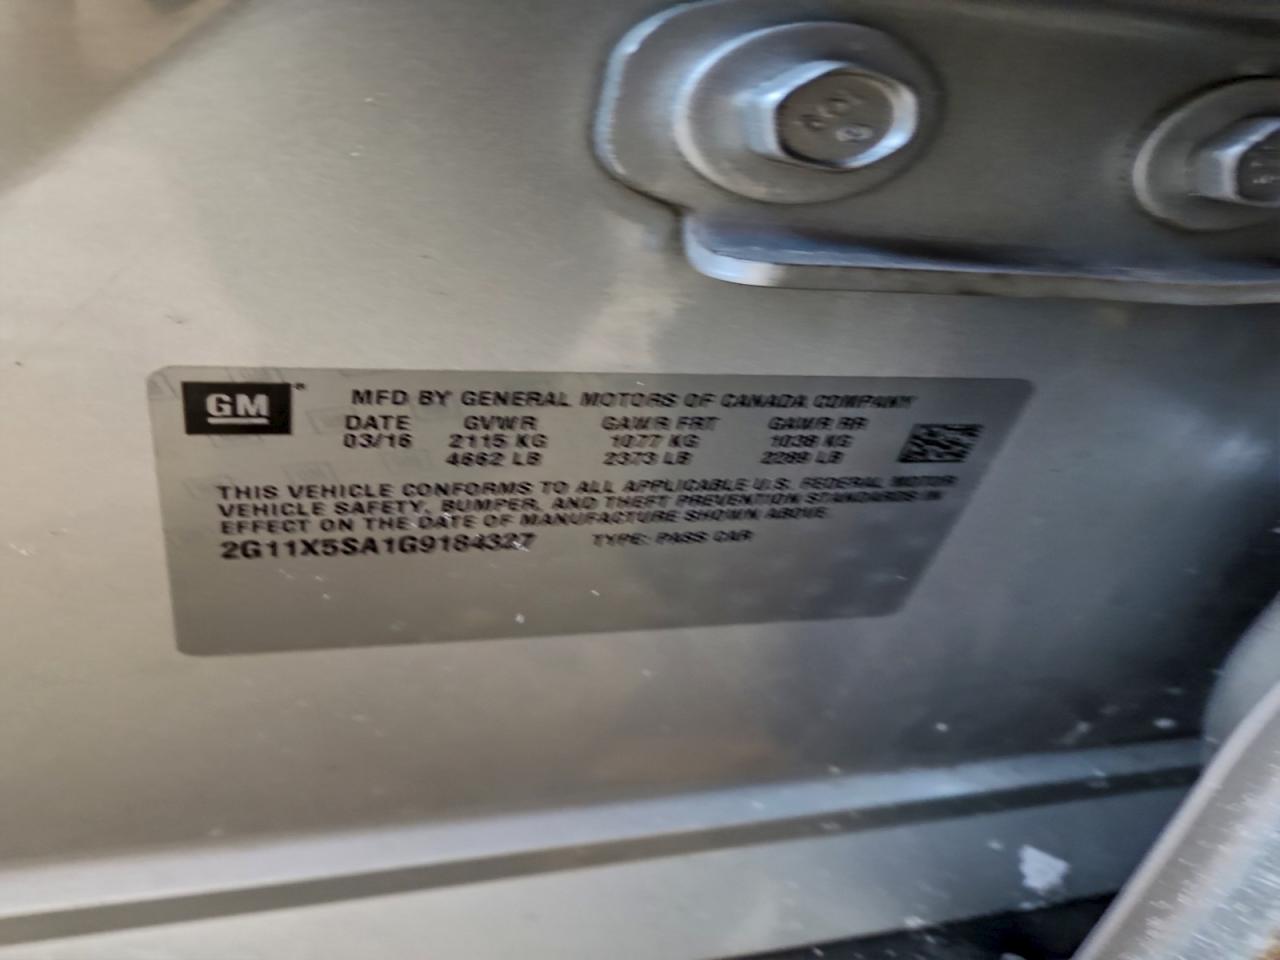 GM
MFD BY GENERAL MOTORS OF CANADA COMPANY
DATE GVWR GAWR FRT GAWR RR
03/16 2115 KG 1077 KG 1038 KG
4662 LB 2373 LB 2289 LB
THIS VEHICLE CONFORMS TO ALL APPLICABLE U.S. FEDERAL MOTOR
VEHICLE SAFETY, BUMPER, AND THEFT PREVENTION STANDARDS IN
EFFECT ON THE DATE OF MANUFACTURE SHOWN ABOVE
2G11X5SA1G9184327 TYPE: PASS CAR